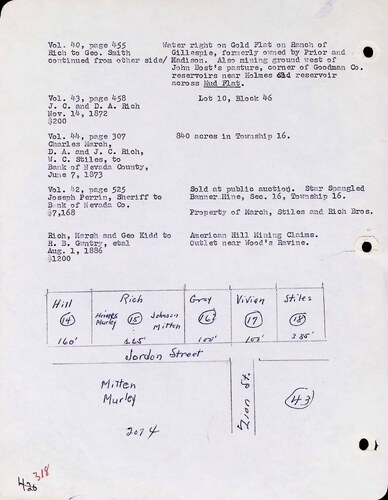 Vol. 40, page 455 Water right on Gold Flat on Ranch of
Rich to Geo. Smith Gillespie, formerly owned by Prior and
continued from other side/ Madison. Also mining ground west of
John Bost's pasture, corner of Goodman Co.
reservoirs near Holmes old reservoir
across Mud Flat.
Vol. 43, page 458 Lot 10, Block 46
J. C. and D. A. Rich
Nov. 14, 1872
$200
Vol. 44, page 307 840 acres in Township 16.
Charles March,
D. A. and J. C. Rich,
W. C. Stiles, to
Bank of Nevada County,
June 7, 1873
Vol. 42, page 525 Sold at public auction. Star Spangled
Joseph Perrin, Sheriff to Banner Mine, Sec. 16, Township 16.
Bank of Nevada Co.
$7,168 Property of March, Stiles and Rich Bros.
Rich, Marsh and Geo Kidd to American Hill Mining Claims.
R. B. Gentry, etal Outlet near Wood's Ravine.
Aug. 1, 1886
$1200
Hill Rich Gray Vivian Stiles
14 Murley 15 Johnson Mitten 16 17 18
160' 100' 100'
Jordon Street
Mitten
Murley
Zion St.
43
2074
420 318